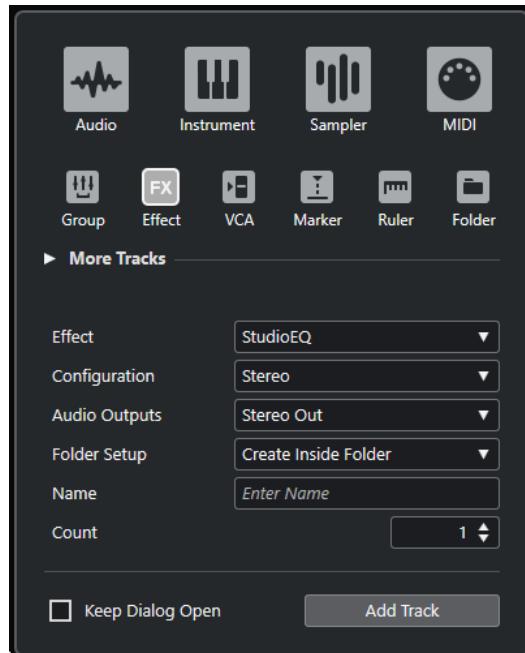 Audio Instrument Sampler MIDI
FX
Group Effect VCA Marker Ruler Folder
More Tracks
Effect StudioEQ
Configuration Stereo
Audio Outputs Stereo Out
Folder Setup Create Inside Folder
Name Enter Name
Count 1
Keep Dialog Open Add Track